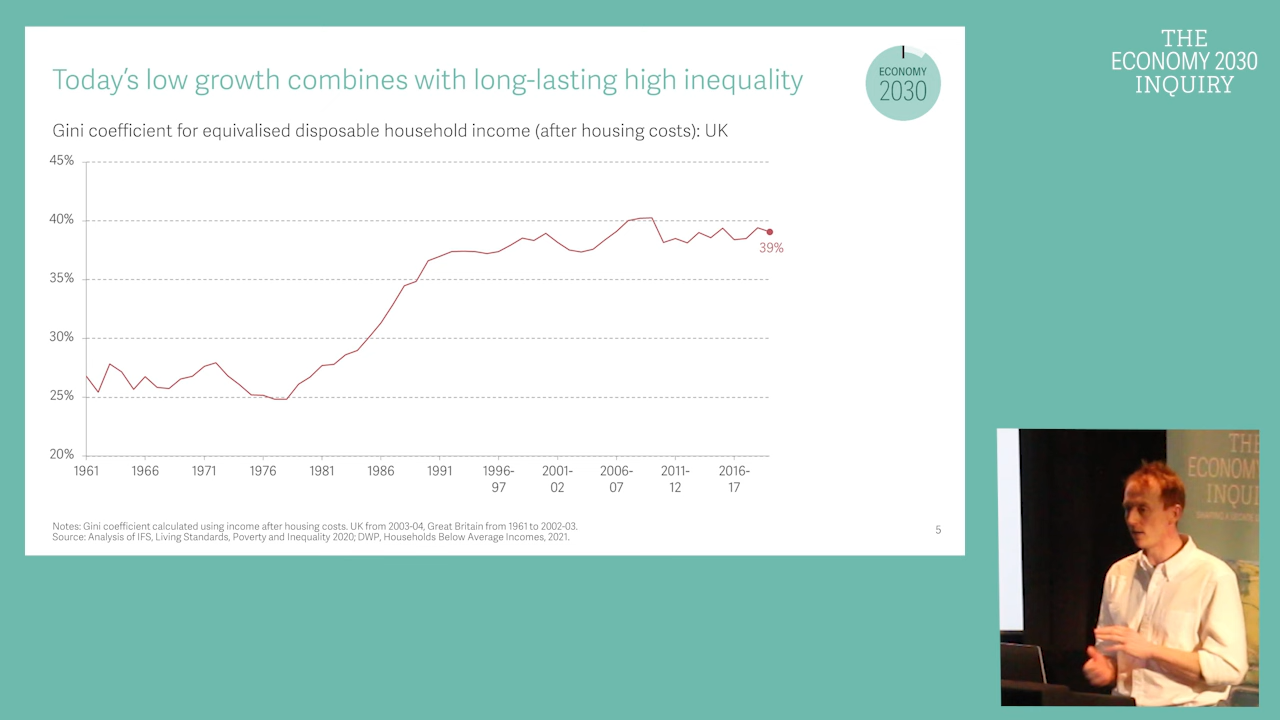 THE
ECONOMY 2030
INQUIRY
Today's low growth combines with long-lasting high inequality
ECONOMY
2030
Gini coefficient for equivalised disposable household income (after housing costs): UK
45%
40%
35%
30%
25%
20%
39%
1961 1966 1971 1976 1981 1986 1991 1996- 2001- 2006- 2011- 2016-
97 02 07 12 17
Notes: Gini coefficient calculated using income after housing costs. UK from 2003-04, Great Britain from 1961 to 2002-03.
Source: Analysis of IFS, Living Standards, Poverty and Inequality 2020; DWP, Households Below Average Incomes, 2021.
5
THE
ECONOM
INQUI